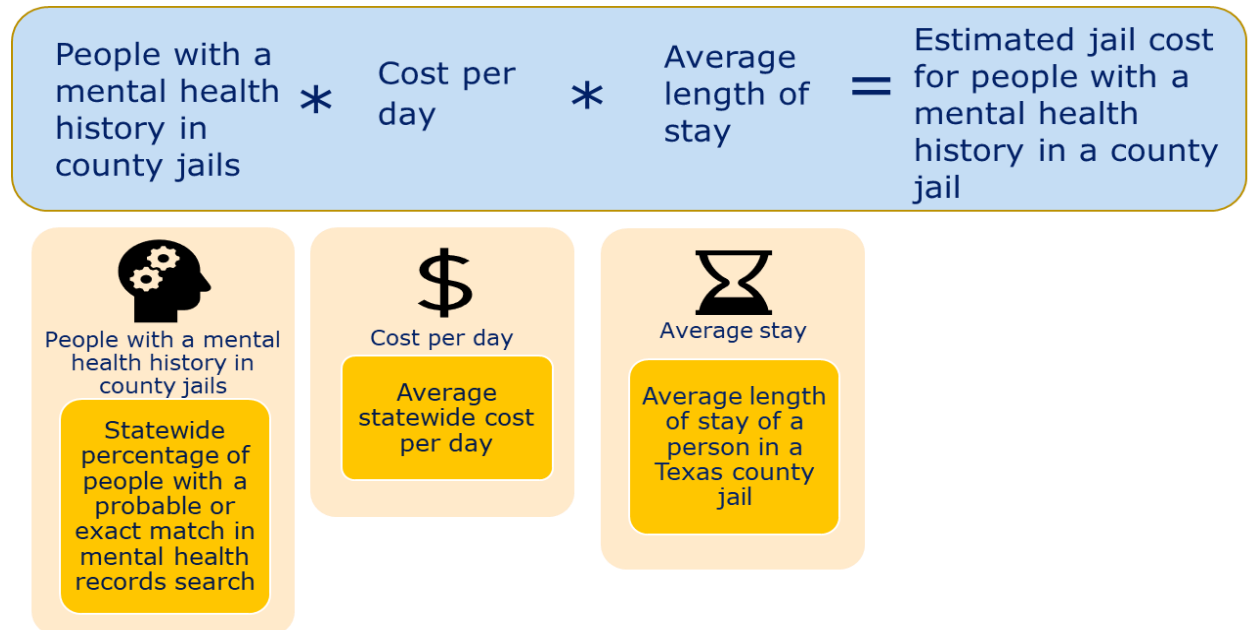 People with a
mental health
history in
county jails
*
Cost per
day
*
Average
length of
stay
=
Estimated jail cost
for people with a
mental health
history in a county
jail
People with a mental
health history in
county jails
Statewide
percentage of
people with a
probable or
exact match in
mental health
records search
$
Cost per day
Average
statewide cost
per day
Average stay
Average length
of stay of a
person in a
Texas county
jail